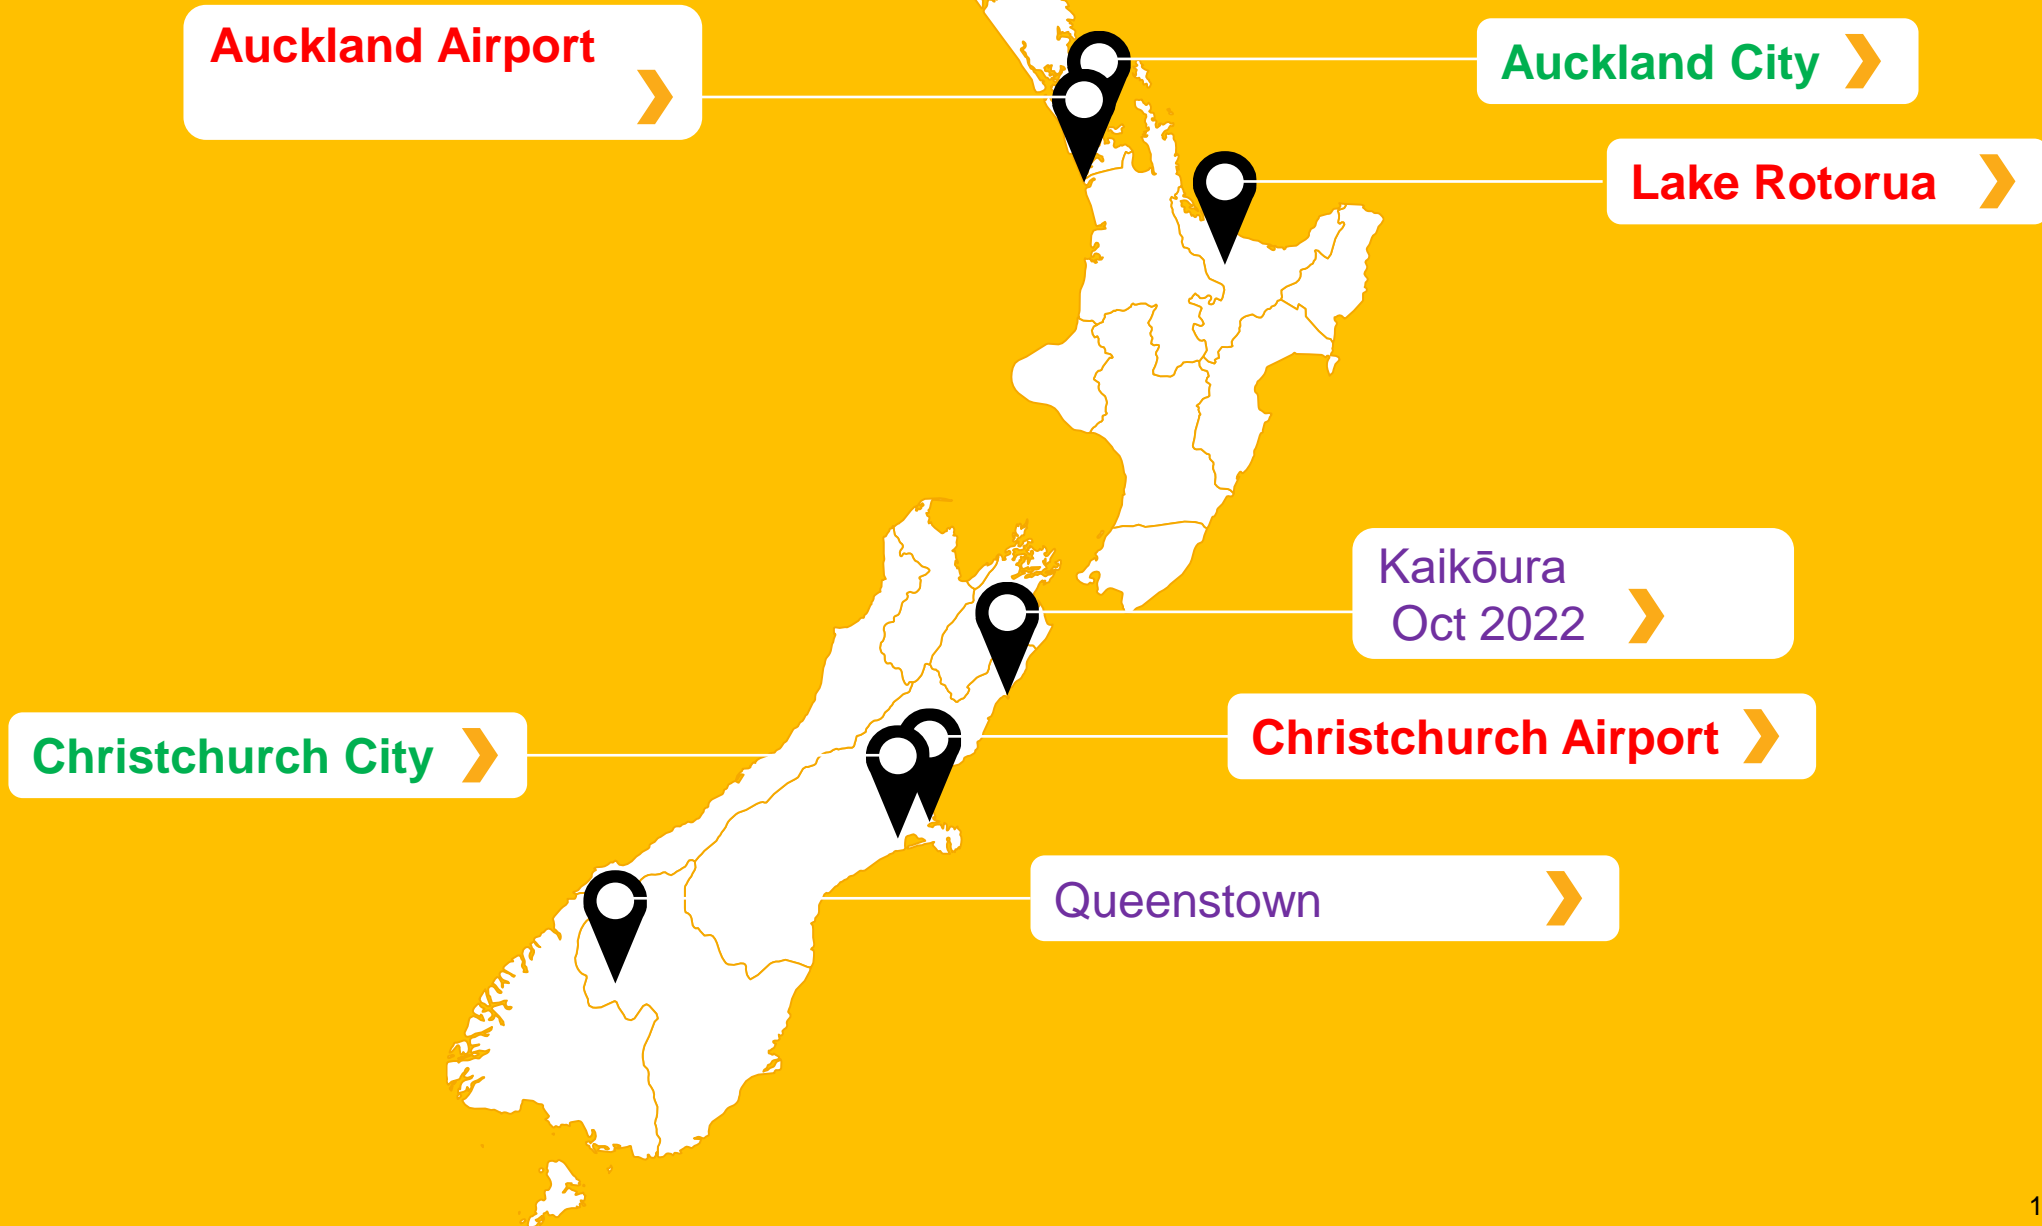 Auckland Airport
Auckland City
Lake Rotorua
Kaikōura
Oct 2022
Christchurch City
Christchurch Airport
Queenstown
1